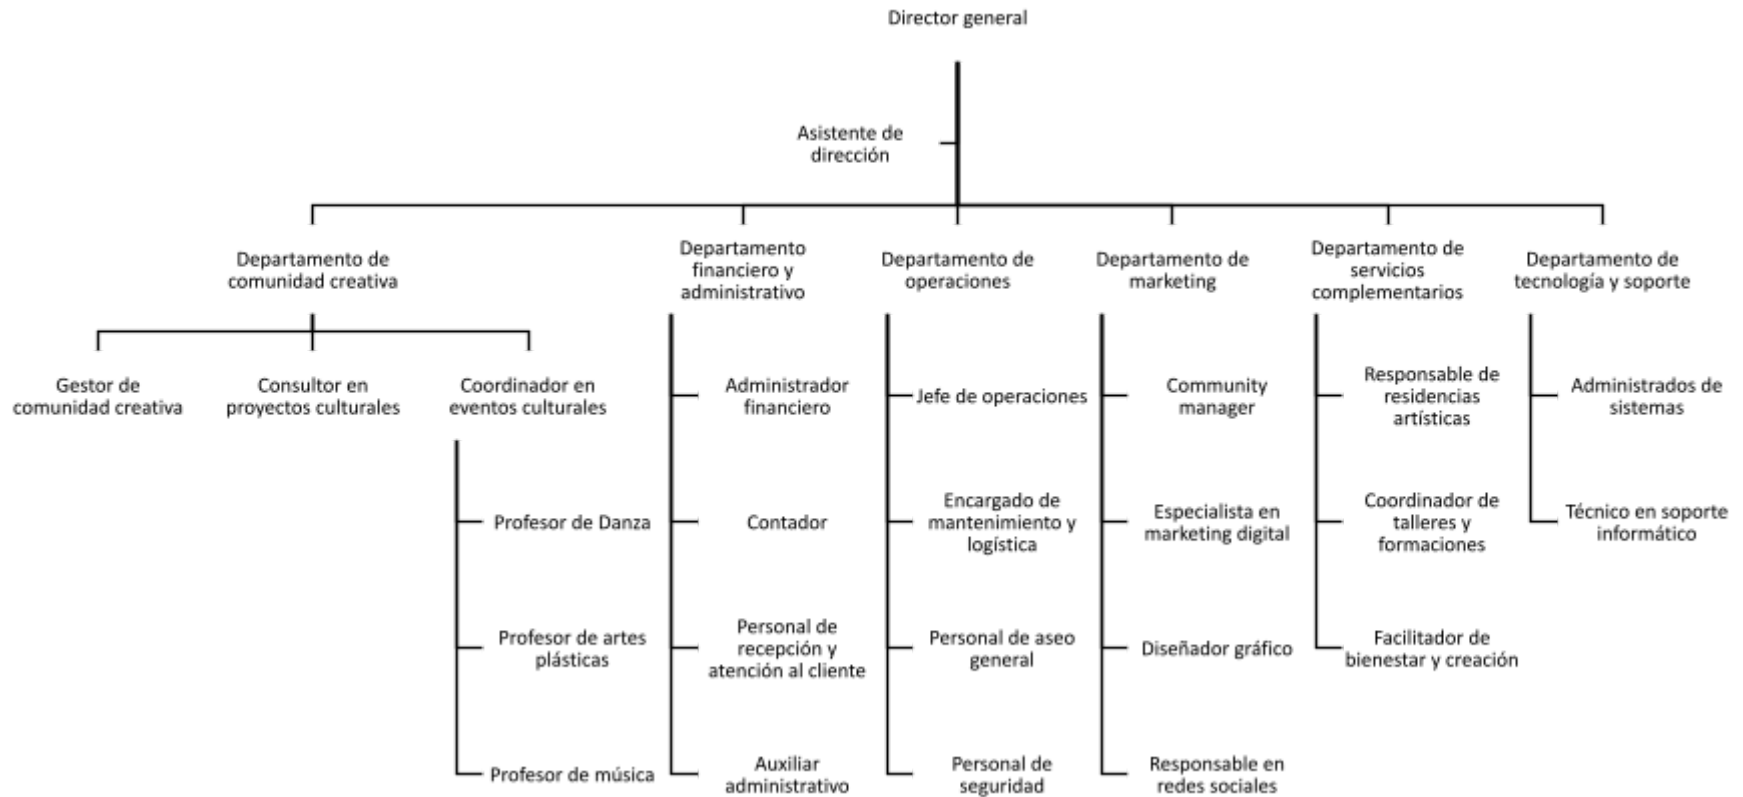 Director general
Asistente de
dirección
Departamento de
comunidad creativa
Departamento
financiero y
administrativo
Departamento de
operaciones
Departamento de
marketing
Departamento de
servicios
complementarios
Departamento de
tecnología y soporte
Gestor de
comunidad creativa
Consultor en
proyectos culturales
Coordinador en
eventos culturales
Profesor de Danza
Profesor de artes
plásticas
Profesor de música
Administrador
financiero
Contador
Personal de
recepción y
atención al cliente
Auxiliar
administrativo
Jefe de operaciones
Encargado de
mantenimiento y
logística
Personal de aseo
general
Personal de
seguridad
Community
manager
Especialista en
marketing digital
Diseñador gráfico
Responsable en
redes sociales
Responsable de
residencias
artísticas
Coordinador de
talleres y
formaciones
Facilitador de
bienestar y creación
Administrados de
sistemas
Técnico en soporte
informático